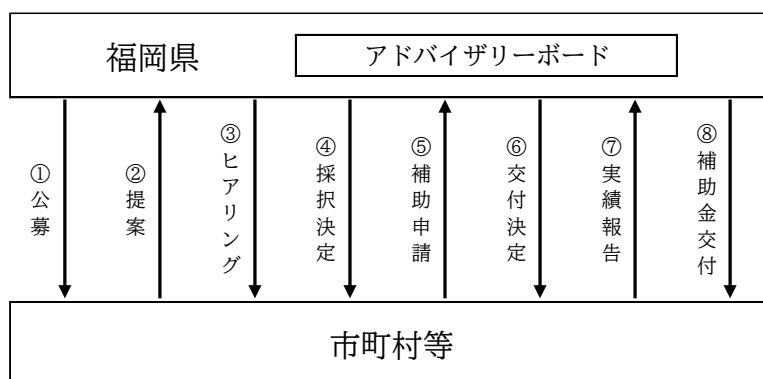 福岡県
アドバイザリーボード
①公募
②提案
③ヒアリング
④採択決定
⑤補助申請
⑥交付決定
⑦実績報告
⑧補助金交付
市町村等